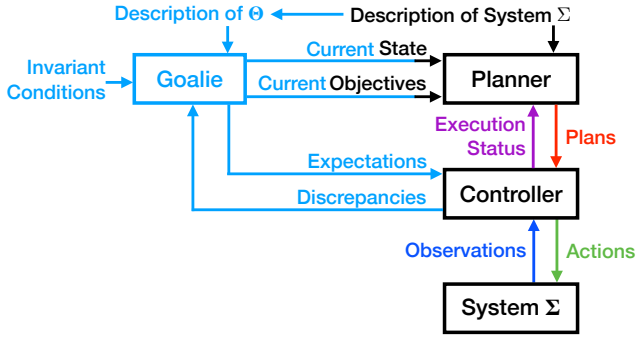 Description of Θ
Description of System Σ
Invariant
Conditions
Goalie
Current State
Current Objectives
Planner
Execution
Status
Plans
Expectations
Discrepancies
Controller
Observations
Actions
System Σ